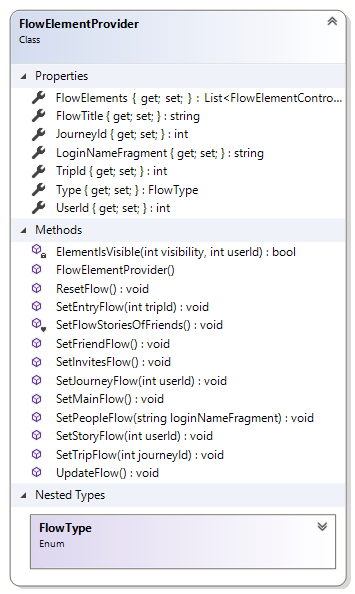 FlowElementProvider
Class
Properties
FlowElements { get; set; } : List<FlowElementContro...
FlowTitle { get; set; } : string
JourneyId { get; set; } : int
LoginNameFragment { get; set; } : string
TripId { get; set; } : int
Type { get; set; } : FlowType
UserId { get; set; } : int
Methods
ElementIsVisible(int visibility, int userId) : bool
FlowElementProvider()
ResetFlow() : void
SetEntryFlow(int tripId) : void
SetFlowStoriesOfFriends() : void
SetFriendFlow() : void
SetInvitesFlow() : void
SetJourneyFlow(int userId) : void
SetMainFlow() : void
SetPeopleFlow(string loginNameFragment) : void
SetStoryFlow(int userId) : void
SetTripFlow(int journeyId) : void
UpdateFlow() : void
Nested Types
FlowType
Enum